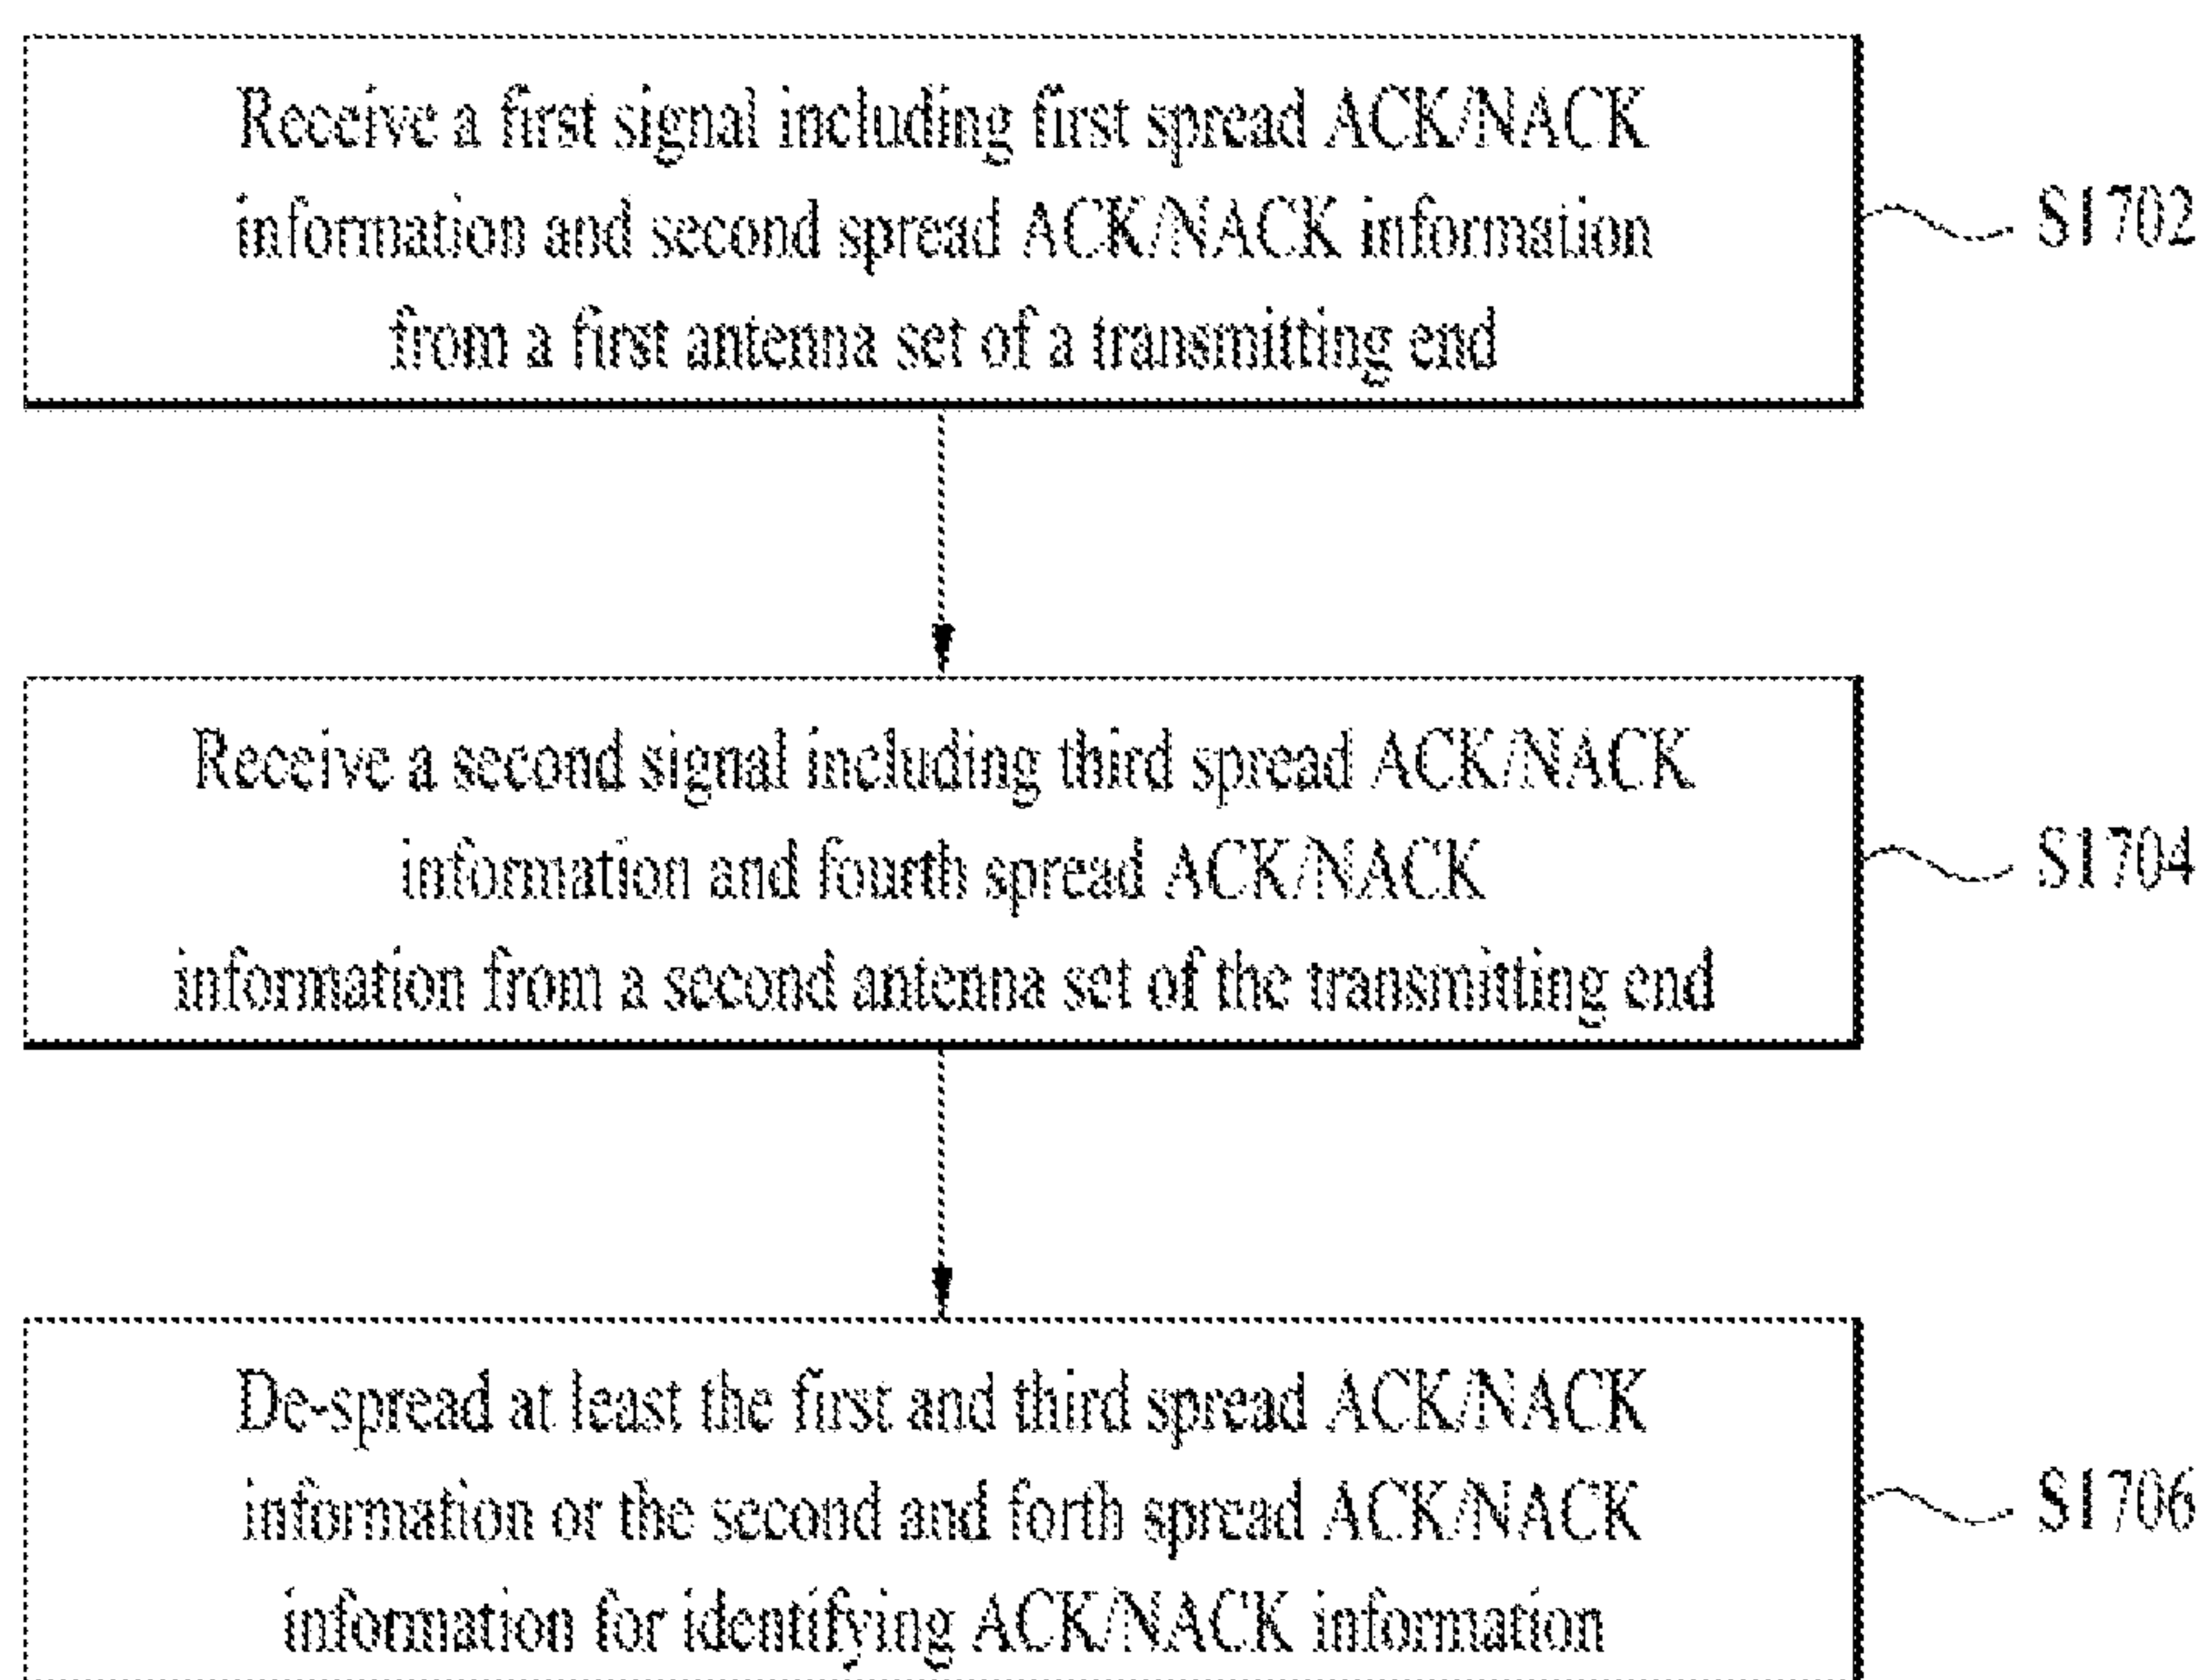 Receive a first signal including first spread ACK/NACK
information and second spread ACK/NACK information
from a first antenna set of a transmitting end
S1702
Receive a second signal including third spread ACK/NACK
information and fourth spread ACK/NACK
information from a second antenna set of the transmitting end
S1704
De-spread at least the first and third spread ACK/NACK
information or the second and forth spread ACK/NACK
information for identifying ACK/NACK information
S1706